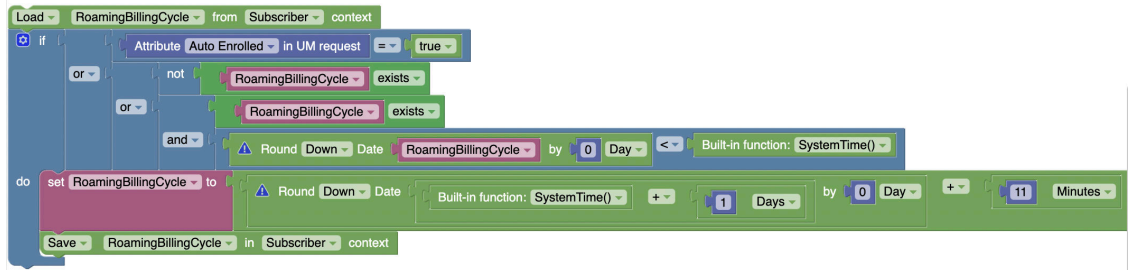 Load RoamingBillingCycle from Subscriber context
if Attribute Auto Enrolled in UM request = true
or not RoamingBillingCycle exists
or RoamingBillingCycle exists
and Round Down Date RoamingBillingCycle by 0 Day < Built-in function: SystemTime()
do set RoamingBillingCycle to Round Down Date Built-in function: SystemTime() + 1 Days by 0 Day + 11 Minutes
Save RoamingBillingCycle in Subscriber context